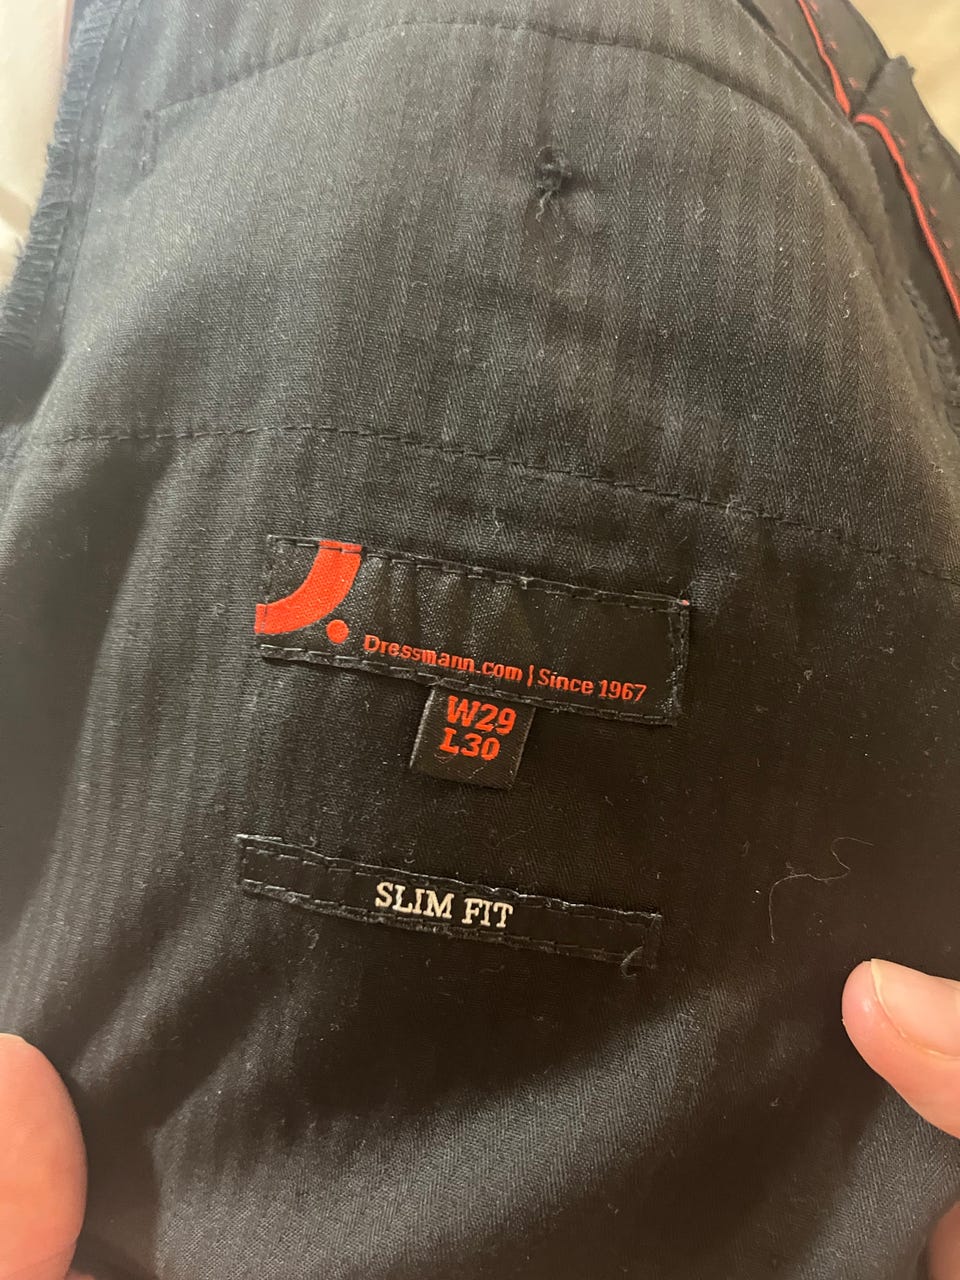 Dressmann.com | Since 1967
W29
L30
SLIM FIT